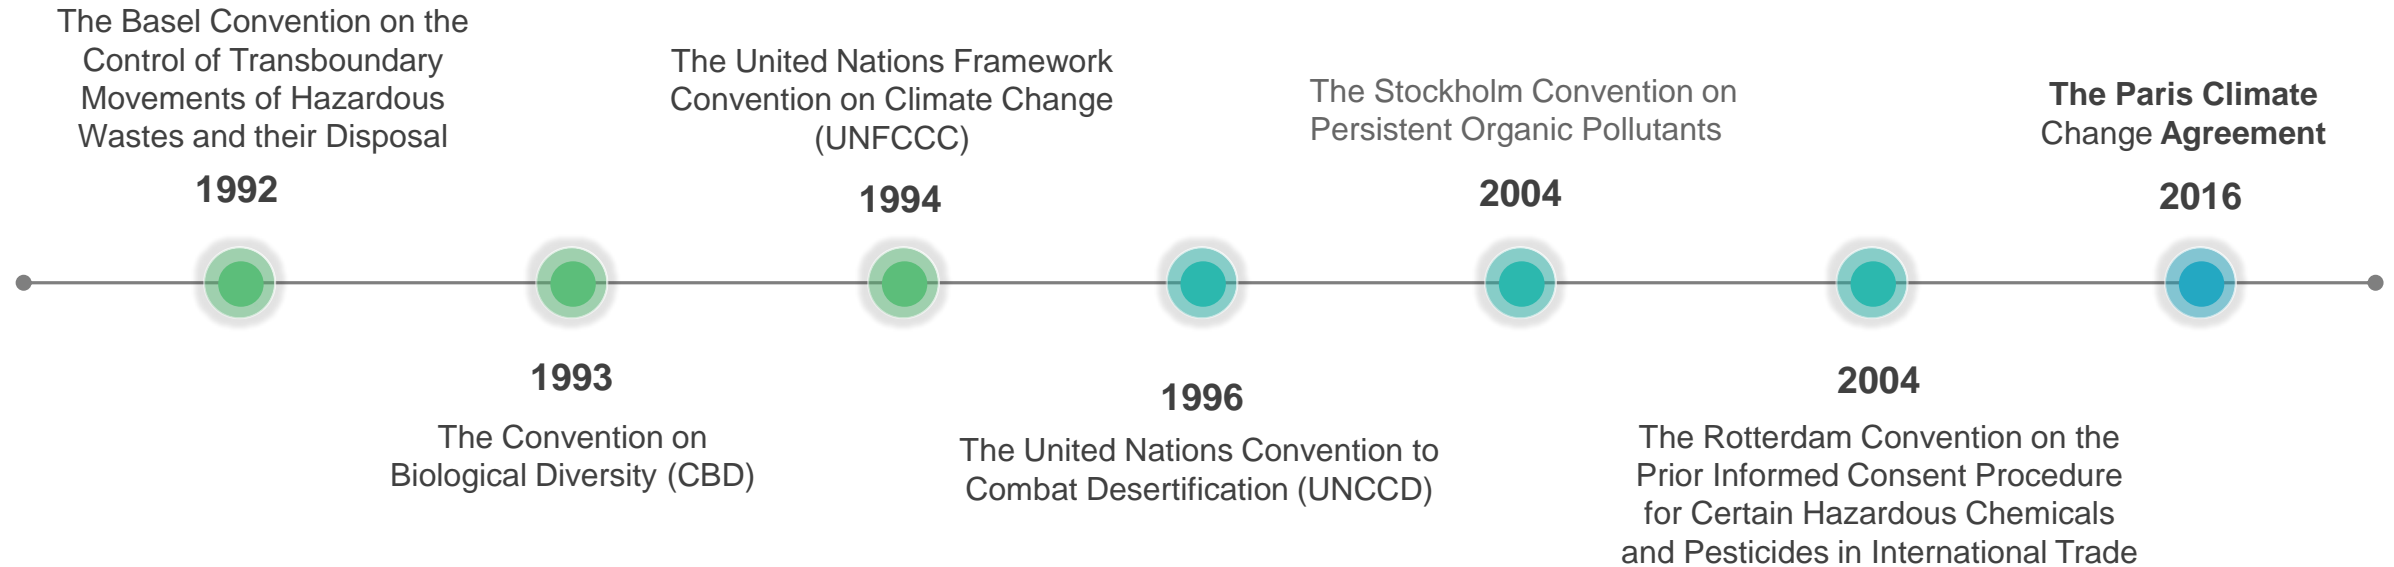 The Basel Convention on the
Control of Transboundary
Movements of Hazardous
Wastes and their Disposal
1992
1993
The Convention on
Biological Diversity (CBD)
The United Nations Framework
Convention on Climate Change
(UNFCCC)
1994
1996
The United Nations Convention to
Combat Desertification (UNCCD)
The Stockholm Convention on
Persistent Organic Pollutants
2004
2004
The Rotterdam Convention on the
Prior Informed Consent Procedure
for Certain Hazardous Chemicals
and Pesticides in International Trade
The Paris Climate
Change Agreement
2016